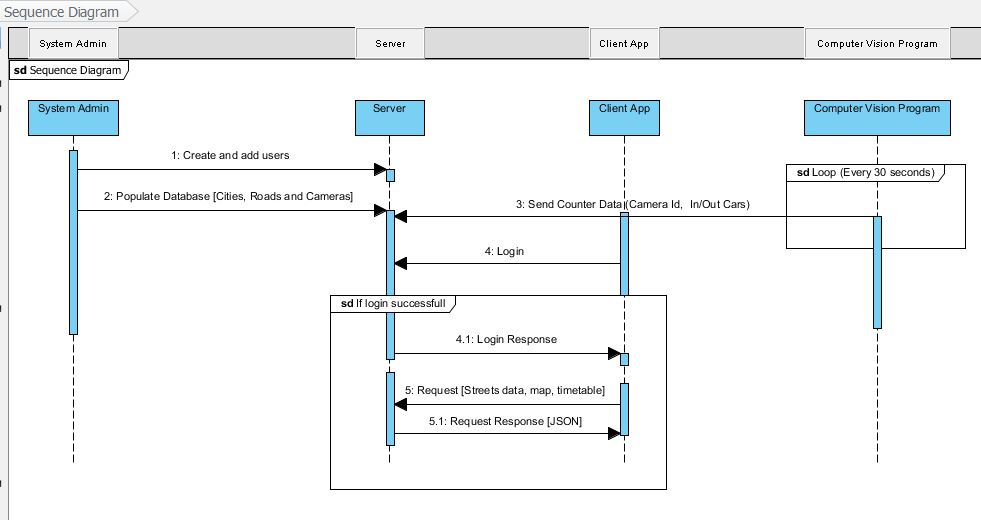 Sequence Diagram
System Admin
Server
Client App
Computer Vision Program
sd Sequence Diagram
System Admin
Server
Client App
Computer Vision Program
1: Create and add users
sd Loop (Every 30 seconds)
2: Populate Database [Cities, Roads and Cameras]
3: Send Counter Data (Camera Id, In/Out Cars)
4: Login
sd If login successfull
4.1: Login Response
5: Request [Streets data, map, timetable]
5.1: Request Response [JSON]